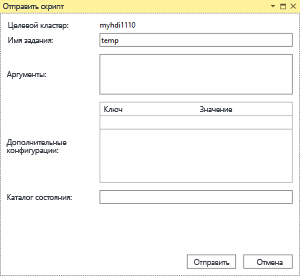 Отправить скрипт
Целевой кластер: myhdi1110
Имя задания: temp
Аргументы:
Ключ Значение
Дополнительные
конфигурации:
Каталог состояния:
Отправить Отмена